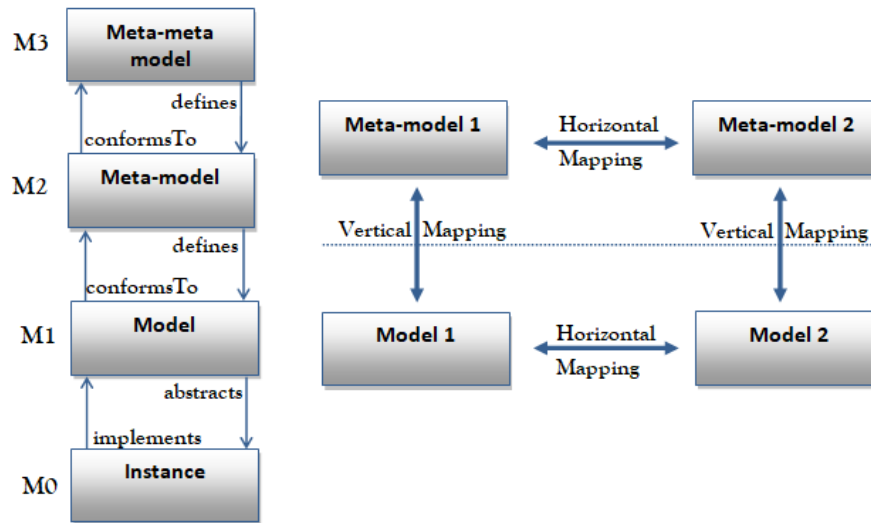 M3
Meta-meta
model
defines
conformsTo
M2
Meta-model
defines
conformsTo
M1
Model
abstracts
implements
M0
Instance
Meta-model 1
Horizontal
Mapping
Meta-model 2
Vertical Mapping
Vertical Mapping
Model 1
Horizontal
Mapping
Model 2